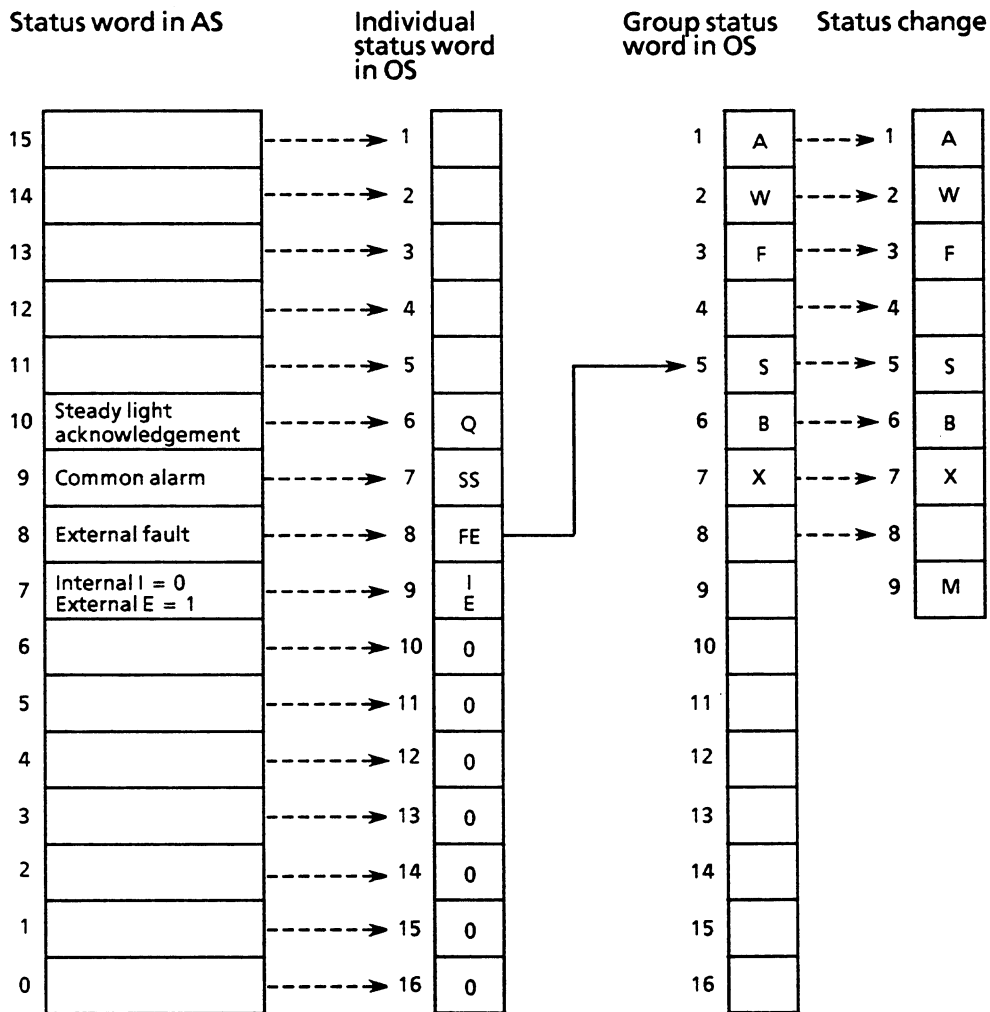 Status word in AS
Individual
status word
in OS
Group status
word in OS
Status change
15 1 1 A 1 A
14 2 2 W 2 W
13 3 3 F 3 F
12 4 4 4
11 5 5 S 5 S
10 Steady light
acknowledgement 6 Q 6 B 6 B
9 Common alarm 7 SS 7 X 7 X
8 External fault 8 FE 8 8
7 Internal I = 0
External E = 1 9 I
E 9 9 M
6 10 0 10
5 11 0 11
4 12 0 12
3 13 0 13
2 14 0 14
1 15 0 15
0 16 0 16